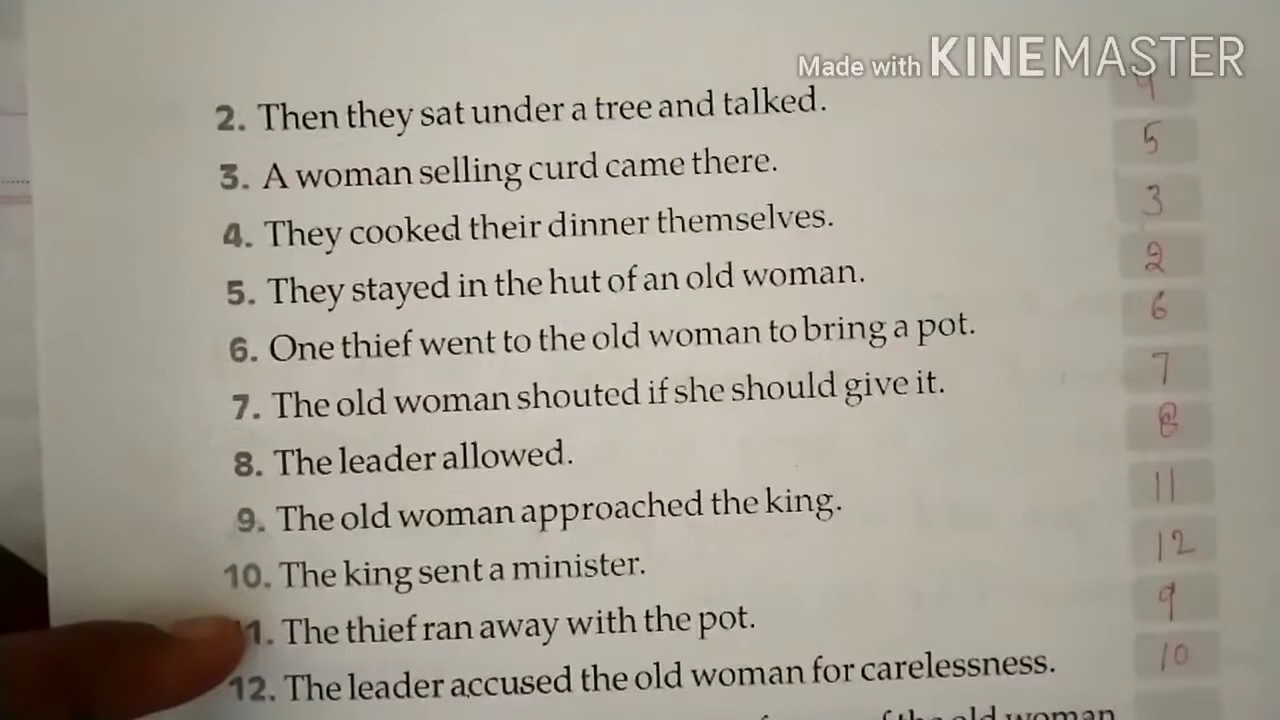 Made with KINEMASTER
2. Then they sat under a tree and talked. 4
3. A woman selling curd came there. 5
4. They cooked their dinner themselves. 3
5. They stayed in the hut of an old woman. 2
6. One thief went to the old woman to bring a pot. 6
7. The old woman shouted if she should give it. 7
8. The leader allowed. 8
9. The old woman approached the king. 11
10. The king sent a minister. 12
11. The thief ran away with the pot. 9
12. The leader accused the old woman for carelessness. 10
the old woman